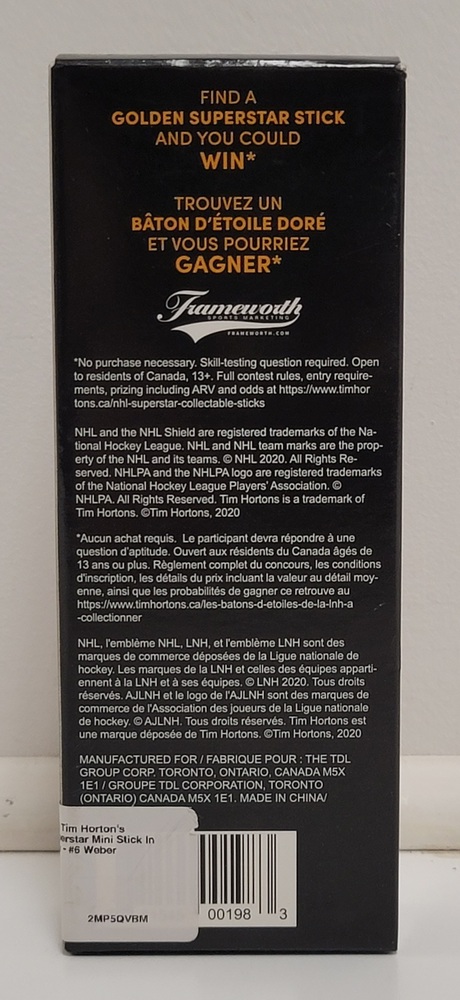 FIND A
GOLDEN SUPERSTAR STICK
AND YOU COULD
WIN*
TROUVEZ UN
BÂTON D'ÉTOILE DORÉ
ET VOUS POURRIEZ
GAGNER*
Frameworth
SPORTS MARKETING
FRAMEWORTH.COM
*No purchase necessary. Skill-testing question required. Open
to residents of Canada, 13+. Full contest rules, entry require-
ments, prizing including ARV and odds at https://www.timhor
tons.ca/nhl-superstar-collectable-sticks
NHL and the NHL Shield are registered trademarks of the Na-
tional Hockey League. NHL and NHL team marks are the prop-
erty of the NHL and its teams. © NHL 2020. All Rights Re-
served. NHLPA and the NHLPA logo are registered trademarks
of the National Hockey League Players' Association. ©
NHLPA. All Rights Reserved. Tim Hortons is a trademark of
Tim Hortons. ©Tim Hortons, 2020
*Aucun achat requis. Le participant devra répondre à une
question d'aptitude. Ouvert aux résidents du Canada âgés de
13 ans ou plus. Règlement complet du concours, les conditions
d'inscription, les détails du prix incluant la valeur au détail moy-
enne, ainsi que les probabilités de gagner ce retrouve au
https://www.timhortons.ca/les-batons-d-etoiles-de-la-lnh-a
-collectionner
NHL, l'emblème NHL, LNH, et l'emblème LNH sont des
marques de commerce déposées de la Ligue nationale de
hockey. Les marques de la LNH et celles des équipes apparti-
ennent à la LNH et à ses équipes. © LNH 2020. Tous droits
réservés. AJLNH et le logo de l'AJLNH sont des marques de
commerce de l'Association des joueurs de la Ligue nationale
de hockey. © AJLNH. Tous droits réservés. Tim Hortons est
une marque déposée de Tim Hortons. ©Tim Hortons, 2020
MANUFACTURED FOR / FABRIQUE POUR : THE TDL
GROUP CORP. TORONTO, ONTARIO, CANADA M5X
1E1 / GROUPE TDL CORPORATION, TORONTO
(ONTARIO) CANADA M5X 1E1. MADE IN CHINA/
Tim Horton's
erstar Mini Stick In
- #6 Weber
2MP5QVBM
00198 3